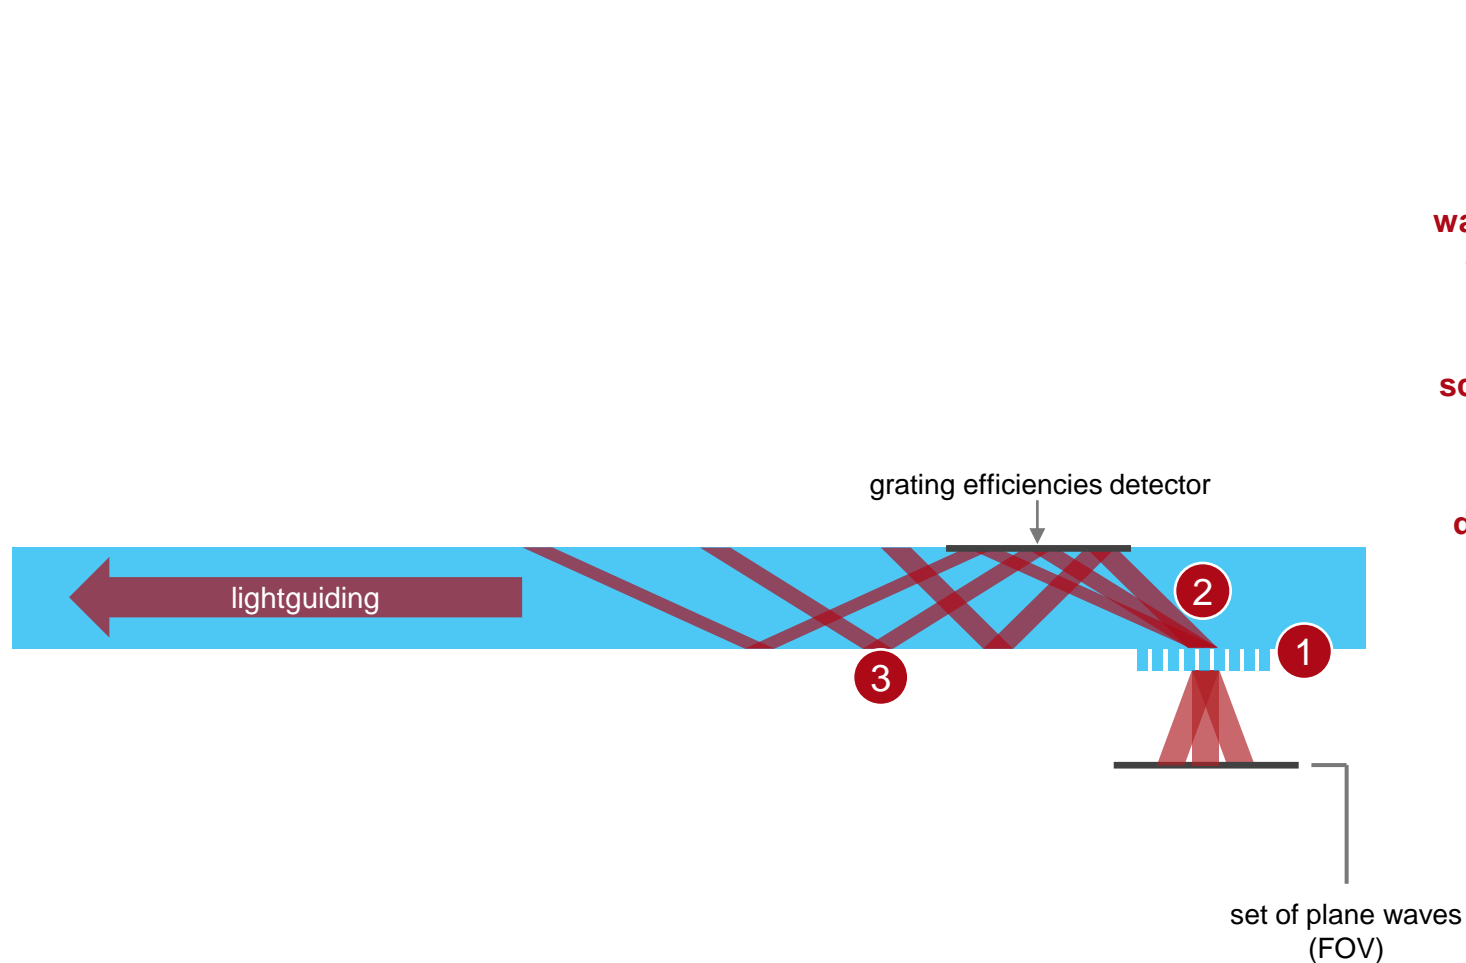 grating efficiencies detector
lightguiding
2
1
3
set of plane waves
(FOV)